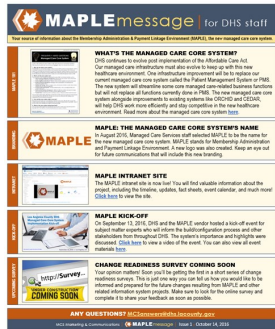 MAPLEmessage | for DHS staff
Your source of information about the Membership Administration & Payment Linkage Environment (MAPLE), the new managed care core system.
MAPLE 101
WHAT'S THE MANAGED CARE CORE SYSTEM?
DHS continues to evolve post implementation of the Affordable Care Act.
Our managed care infrastructure must also evolve to keep up with this new
healthcare environment. One infrastructure improvement will be to replace our
current managed care core system called the Patient Management System or PMS.
The new system will streamline some core managed care-related business functions
but will not replace all functions currently done in PMS. The new managed care core
system alongside improvements to existing systems like ORCHID and CEDAR,
will help DHS work more efficiently and stay competitive in the new healthcare
environment. Read more about the managed care core system here.
MAPLE
MAPLE: THE MANAGED CARE CORE SYSTEM'S NAME
In August 2016, Managed Care Services staff selected MAPLE to be the name for
the new managed care core system. MAPLE stands for Membership Administration
and Payment Linkage Environment. A new logo was also created. Keep an eye out
for future communications that will include this new branding.
INTRANET
MAPLE INTRANET SITE
The MAPLE intranet site is now live! You will find valuable information about the
project, including the timelines, updates, fact sheets, event calendar, and much more!
Click here to view the site.
KICK-OFF
MAPLE KICK-OFF
On September 13, 2016, DHS and the MAPLE vendor hosted a kick-off event for
subject matter experts who will inform the build/configuration process and other
stakeholders from throughout DHS. The system's importance and highlights were
discussed. Click here to view a video of the event. You can also view all event
materials here.
UPCOMING SURVEY
http://Survey...
UNDER CONSTRUCTION
COMING SOON
CHANGE READINESS SURVEY COMING SOON
Your opinion matters! Soon you'll be getting the first in a short series of change
readiness surveys. This is just one way you can tell us how you would like to be
informed and prepared for the future changes resulting from MAPLE and other
related information system projects. Make sure to look for the online survey and
complete it to share your feedback as soon as possible.
ANY QUESTIONS? MCSanswers@dhs.lacounty.gov
MCS Marketing & Communications MAPLEmessage Issue 1 - October 14, 2016